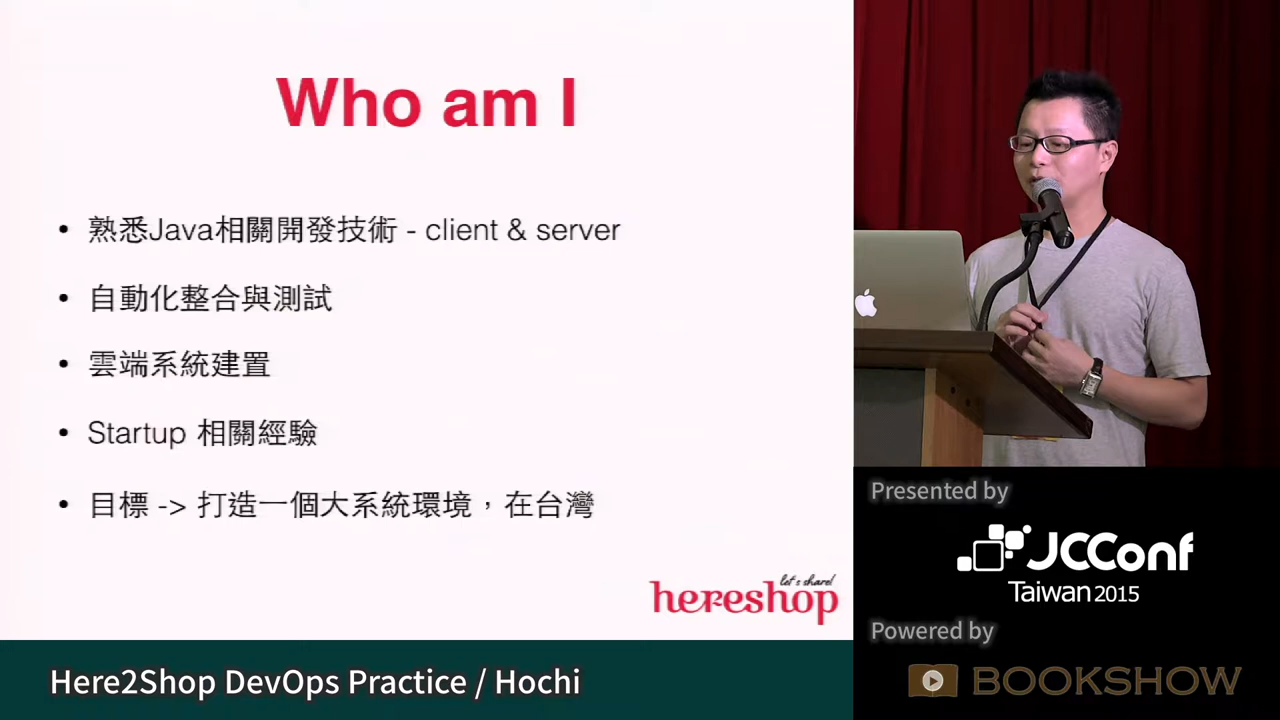 Who am I
• 熟悉Java相關開發技術 - client & server
• 自動化整合與測試
• 雲端系統建置
• Startup 相關經驗
• 目標 -> 打造一個大系統環境，在台灣
let's share!
hereshop
Here2Shop DevOps Practice / Hochi
Presented by
JCConf
Taiwan 2015
Powered by
BOOKSHOW